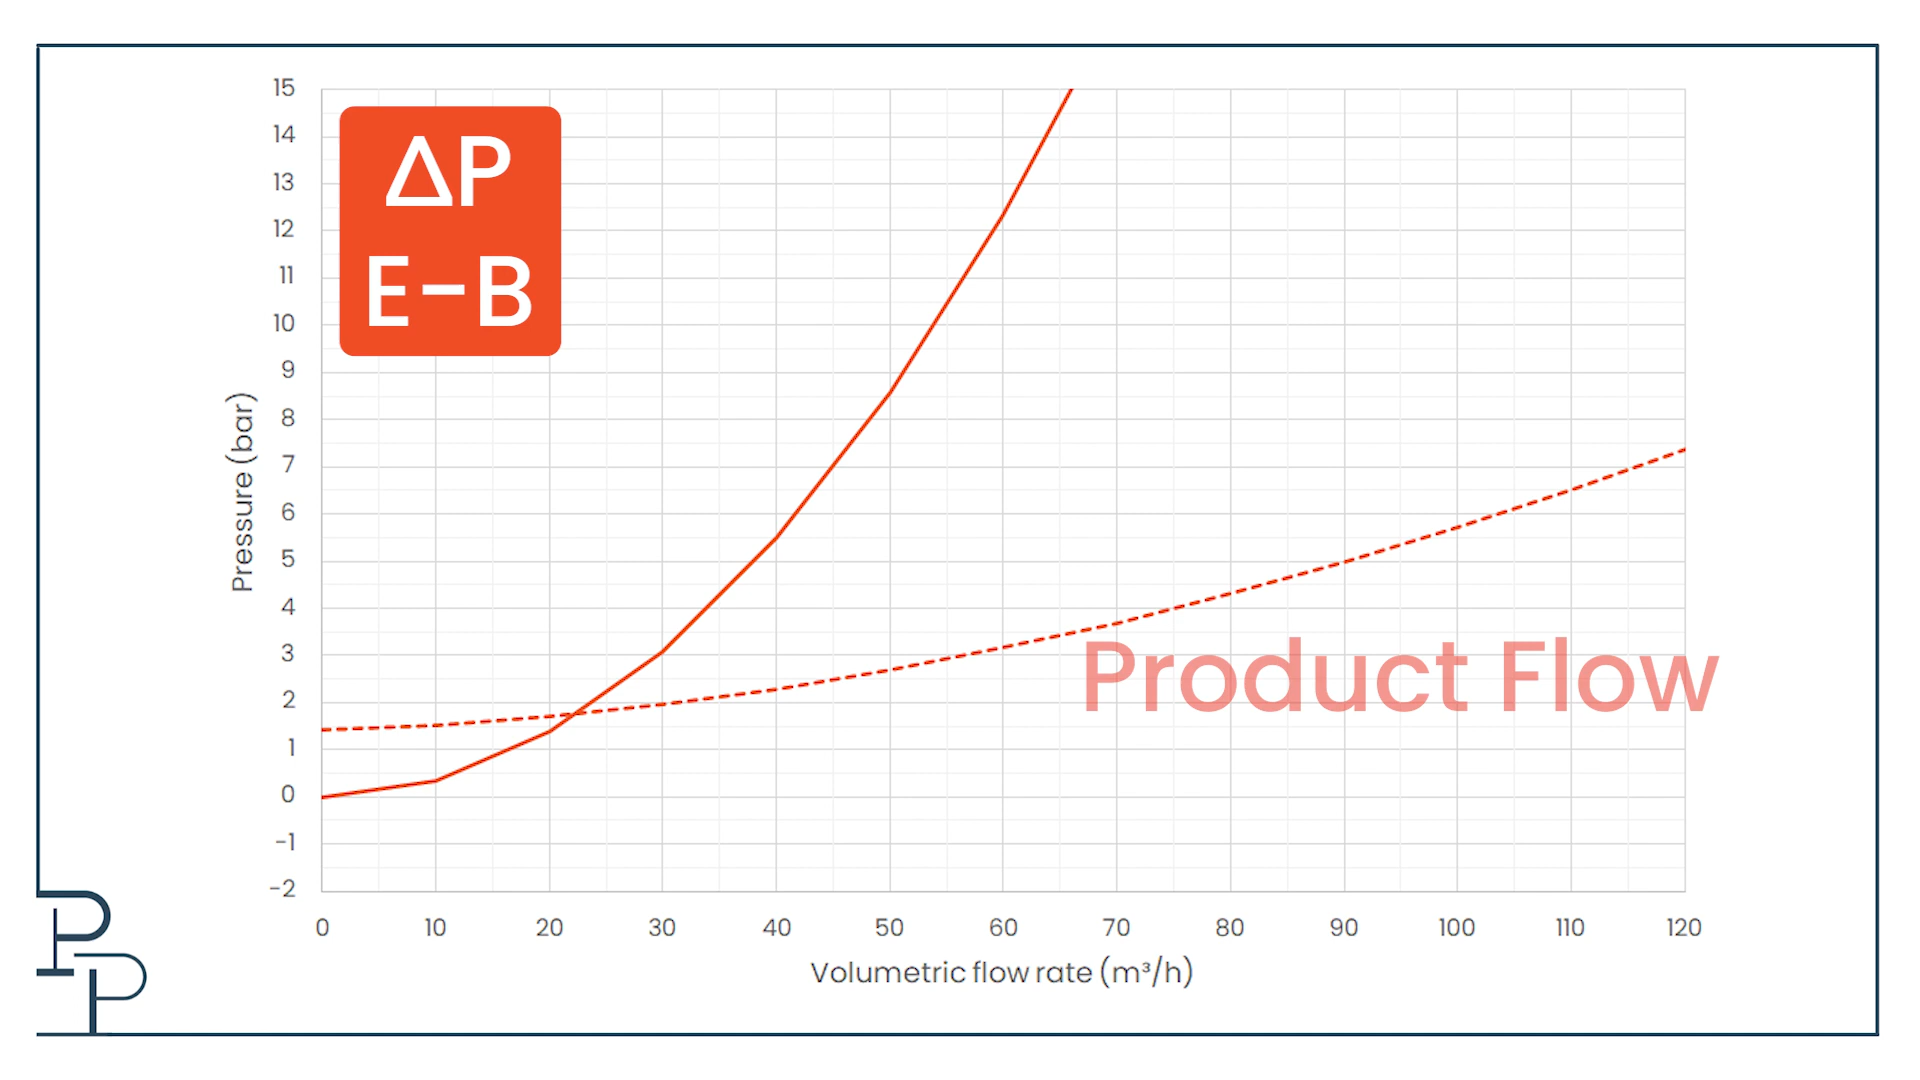 15
14
13
12
11
10
9
8
7
6
5
4
3
2
1
0
-1
-2
ΔP
E-B
Pressure (bar)
Product Flow
0 10 20 30 40 50 60 70 80 90 100 110 120
Volumetric flow rate (m³/h)
PP